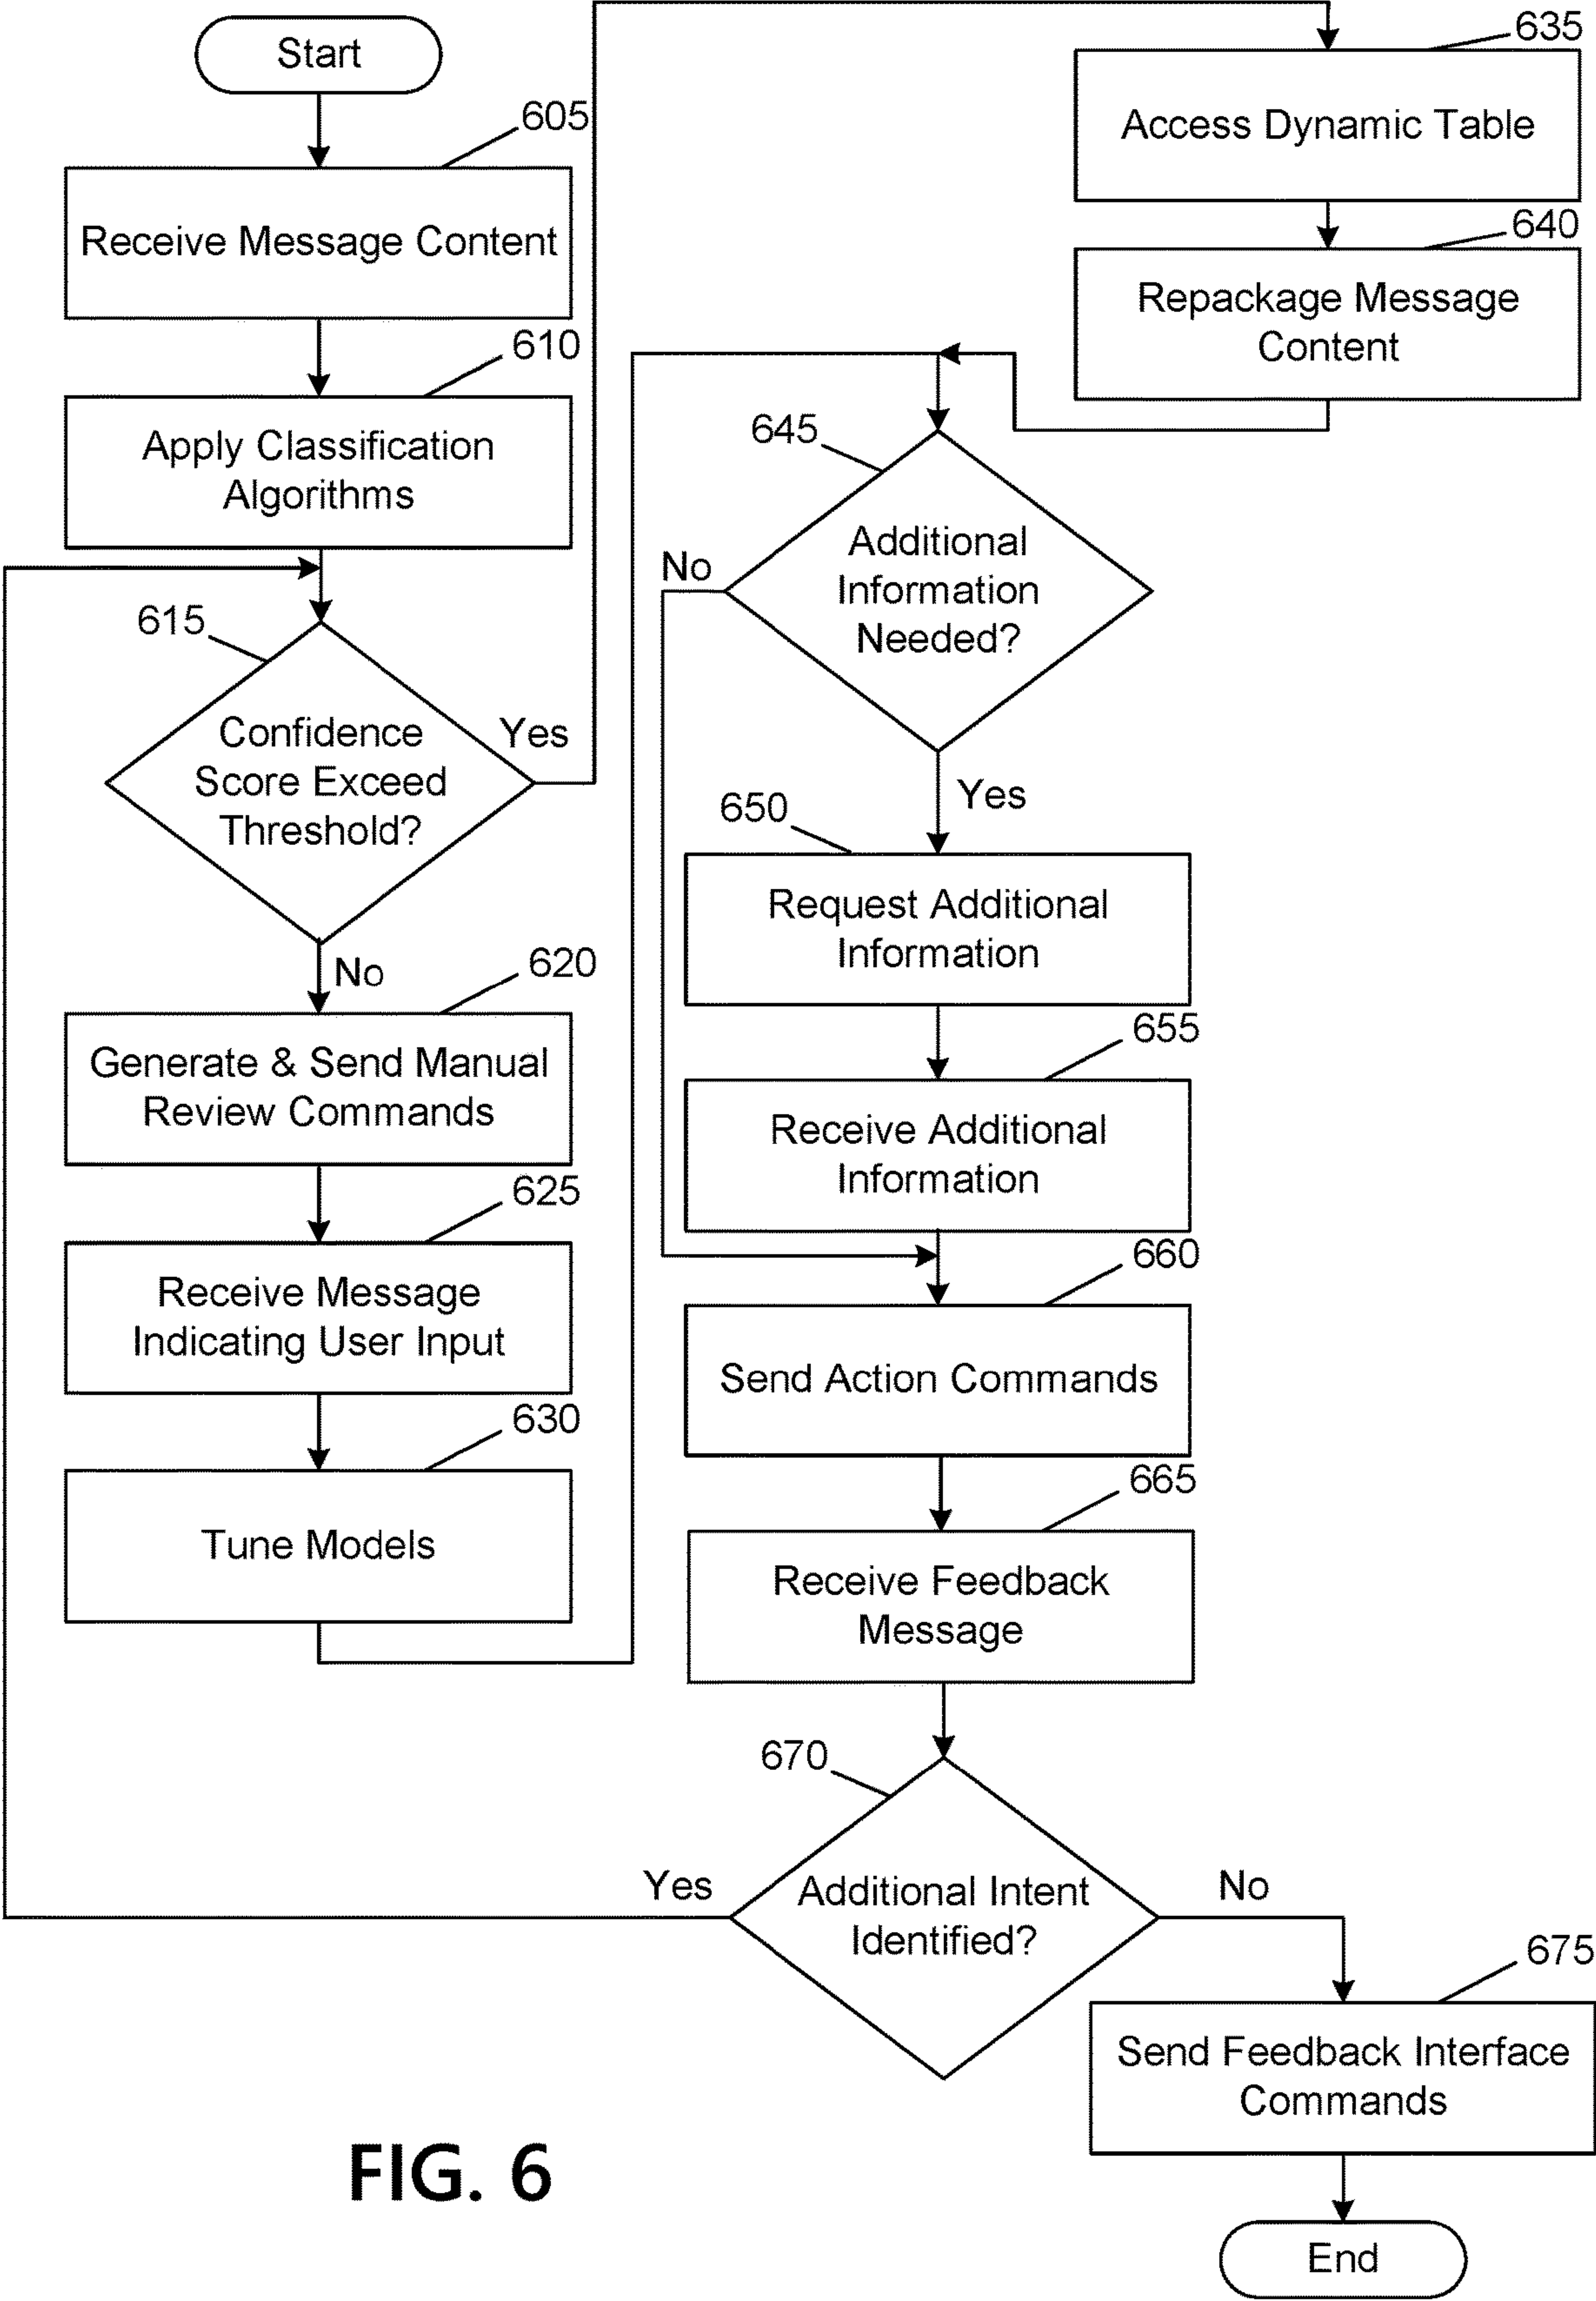 Start
605
Receive Message Content
610
Apply Classification
Algorithms
615
Confidence
Score Exceed
Threshold?
Yes
No
620
Generate & Send Manual
Review Commands
625
Receive Message
Indicating User Input
630
Tune Models
635
Access Dynamic Table
640
Repackage Message
Content
645
Additional
Information
Needed?
No
Yes
650
Request Additional
Information
655
Receive Additional
Information
660
Send Action Commands
665
Receive Feedback
Message
670
Additional Intent
Identified?
Yes
No
675
Send Feedback Interface
Commands
End
FIG. 6